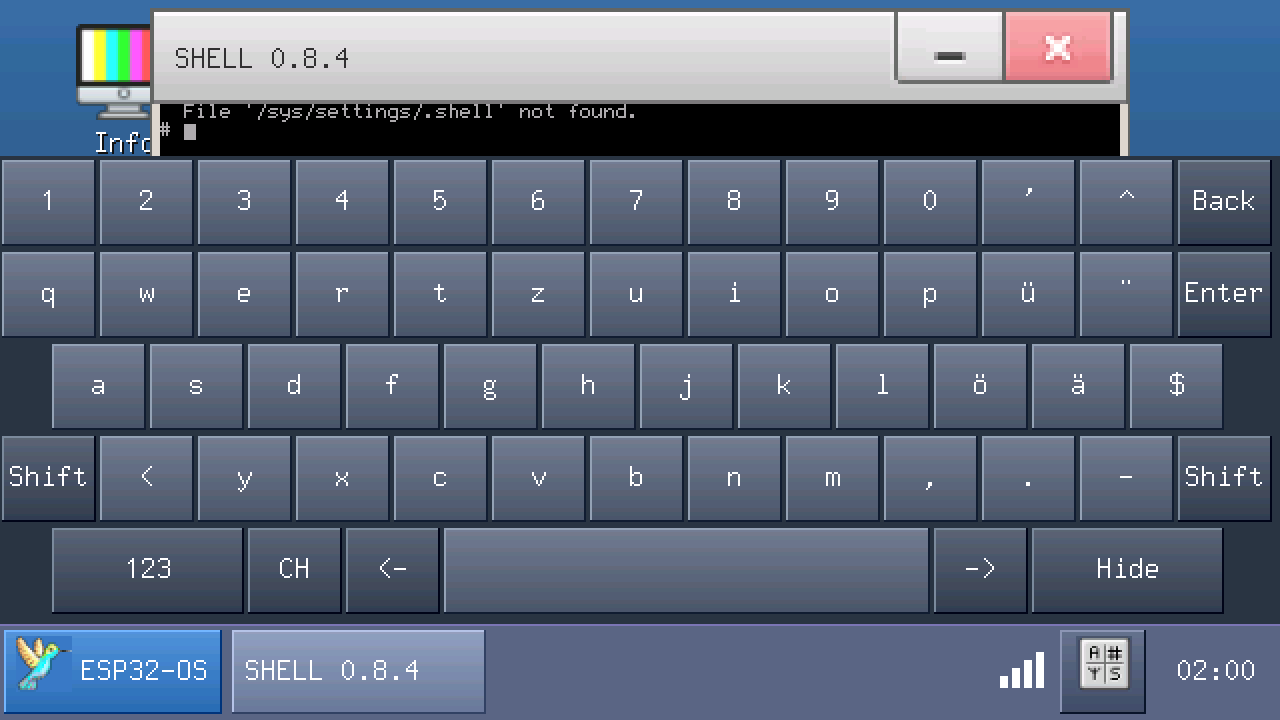 SHELL 0.8.4
File '/sys/settings/.shell' not found.
#
Info
1 2 3 4 5 6 7 8 9 0 ' ^ Back
q w e r t z u i o p ü ¨ Enter
a s d f g h j k l ö ä $
Shift < y x c v b n m , . - Shift
123 CH <- -> Hide
ESP32-OS SHELL 0.8.4 A # Y S 02:00